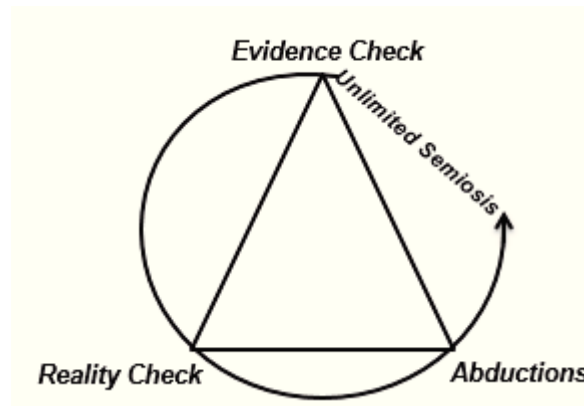 Evidence Check
Unlimited Semiosis
Reality Check
Abductions